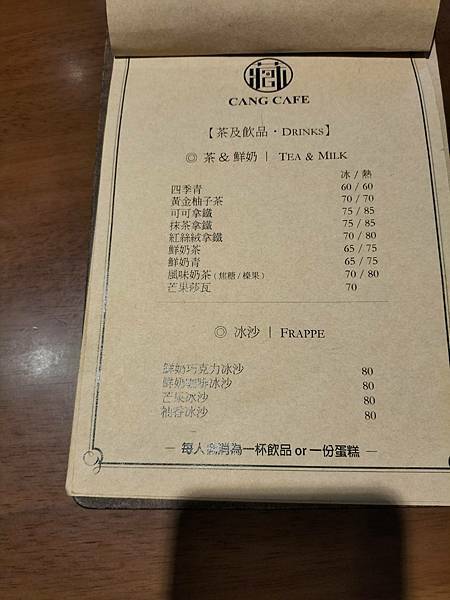 藏
CANG CAFE
【茶及飲品・DRINKS】
◎ 茶 & 鮮奶 | TEA & MILK
冰 / 熱
四季青 60 / 60
黃金柚子茶 70 / 70
可可拿鐵 75 / 85
抹茶拿鐵 75 / 85
紅絲絨拿鐵 70 / 80
鮮奶茶 65 / 75
鮮奶青 65 / 75
風味奶茶 (焦糖 / 榛果) 70 / 80
芒果莎瓦 70
◎ 冰沙 | FRAPPE
鮮奶巧克力冰沙 80
鮮奶咖啡冰沙 80
芒果冰沙 80
柚香冰沙 80
— 每人低消為一杯飲品 or 一份蛋糕 —